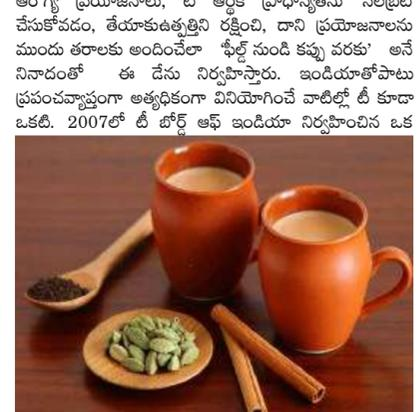 ఆరోగ్య ప్రయోజనాలు, టీ ఆర్థిక ప్రాధాన్యతను సెలబ్రేట్
చేసుకోవడం, తేయాకుఉత్పత్తిని రక్షించి, దాని ప్రయోజనాలను
ముందు తరాలకు అందించేలా 'ఫీల్డ్ నుండి కప్పు వరకు' అనే
నినాదంతో ఈ డేను నిర్వహిస్తారు. ఇండియాతోపాటు
ప్రపంచవ్యాప్తంగా అత్యధికంగా వినియోగించే వాటిల్లో టీ కూడా
ఒకటి. 2007లో టీ బోర్డ్ ఆఫ్ ఇండియా నిర్వహించిన ఒక